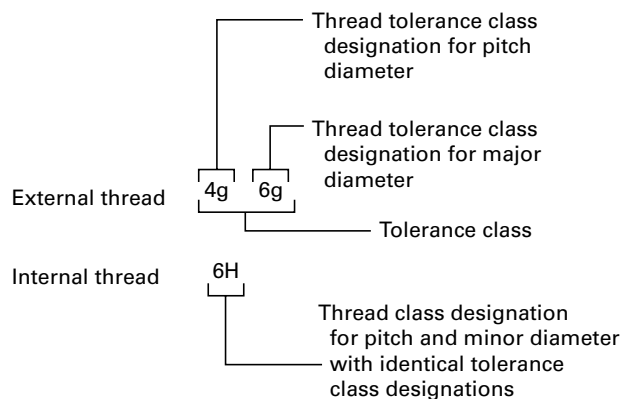 Thread tolerance class
designation for pitch
diameter
Thread tolerance class
designation for major
diameter
4g 6g
External thread
Tolerance class
Internal thread
6H
Thread class designation
for pitch and minor diameter
with identical tolerance
class designations